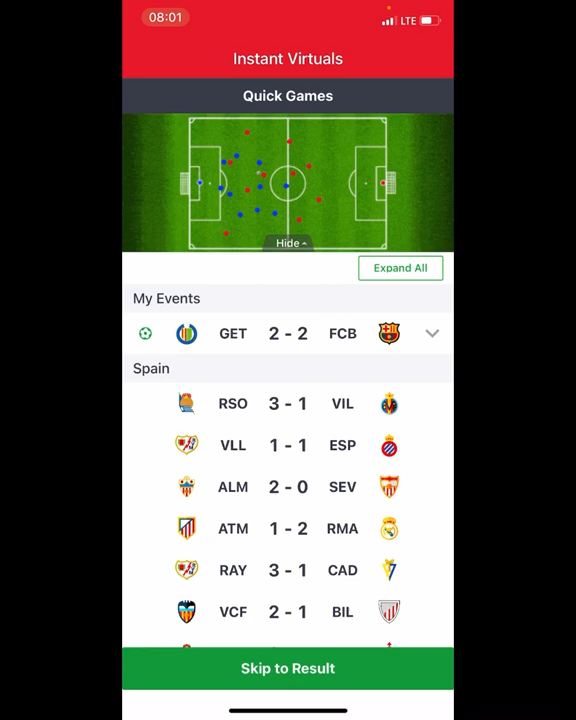 08:01
LTE
Instant Virtuals
Quick Games
Hide
Expand All
My Events
GET 2 - 2 FCB
Spain
RSO 3 - 1 VIL
VLL 1 - 1 ESP
ALM 2 - 0 SEV
ATM 1 - 2 RMA
RAY 3 - 1 CAD
VCF 2 - 1 BIL
Skip to Result